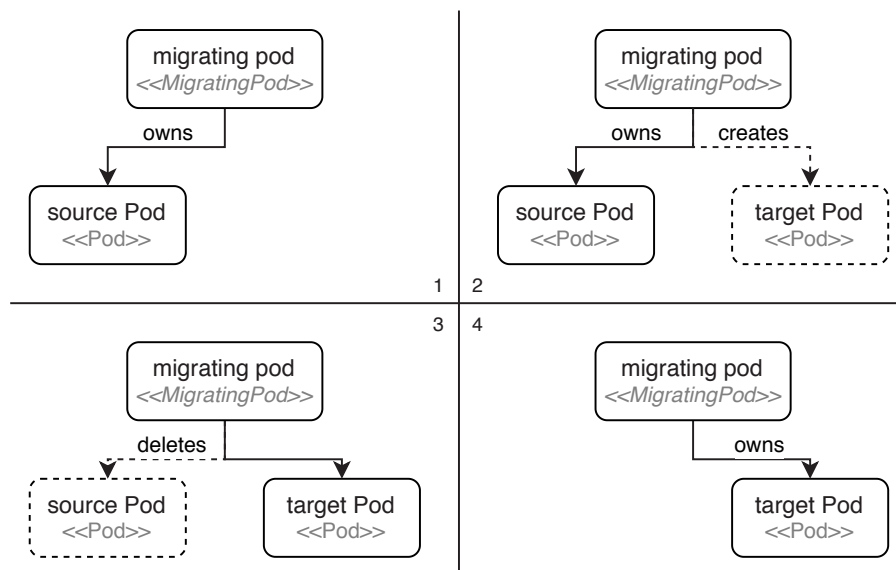 migrating pod
<<MigratingPod>>
owns
source Pod
<<Pod>>
1
migrating pod
<<MigratingPod>>
owns
creates
source Pod
<<Pod>>
target Pod
<<Pod>>
2
3
migrating pod
<<MigratingPod>>
deletes
source Pod
<<Pod>>
target Pod
<<Pod>>
4
migrating pod
<<MigratingPod>>
owns
target Pod
<<Pod>>